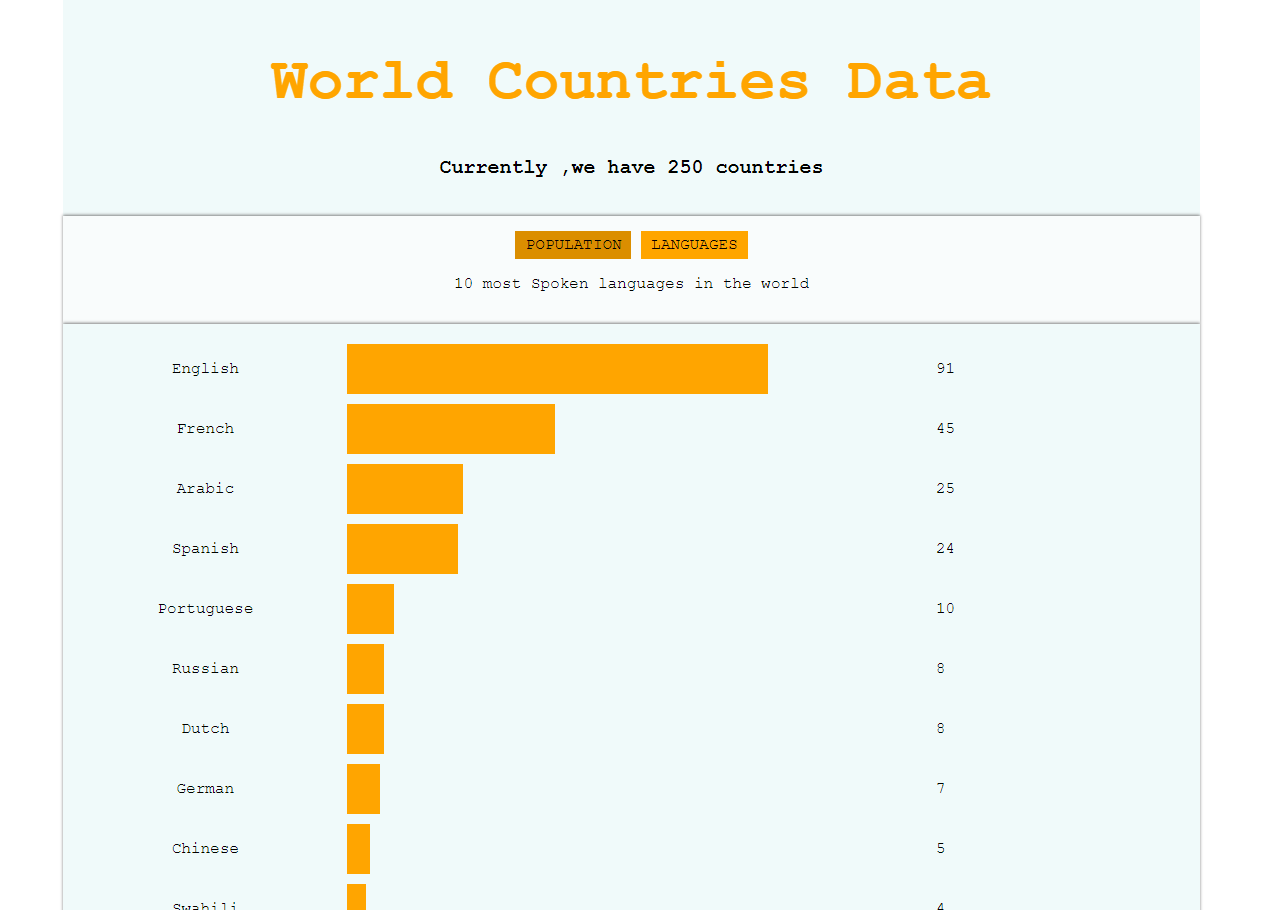 World Countries Data
Currently ,we have 250 countries
POPULATION LANGUAGES
10 most Spoken languages in the world
English 91
French 45
Arabic 25
Spanish 24
Portuguese 10
Russian 8
Dutch 8
German 7
Chinese 5
Swahili 4